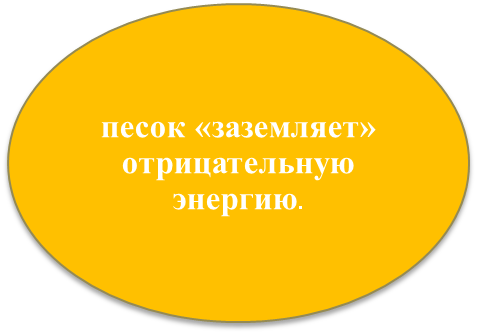 песок «заземляет»
отрицательную
энергию.